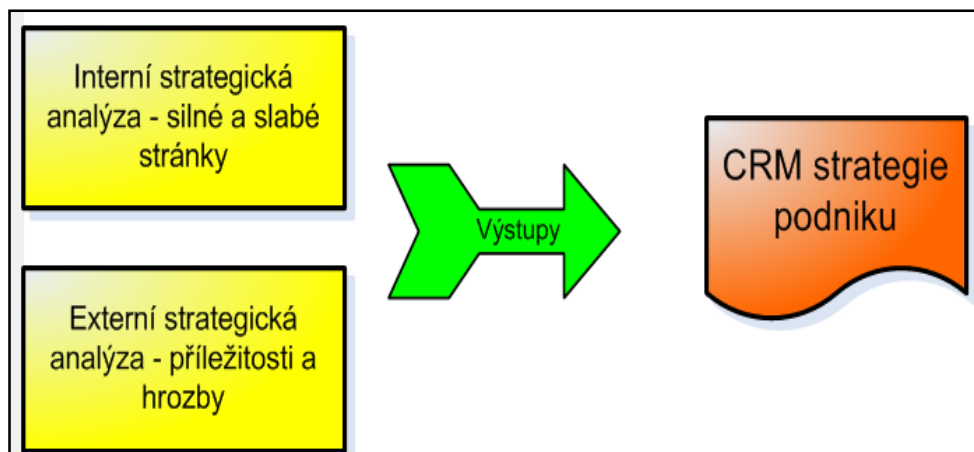 Interní strategická
analýza - silné a slabé
stránky
Externí strategická
analýza - příležitosti a
hrozby
Výstupy
CRM strategie
podniku